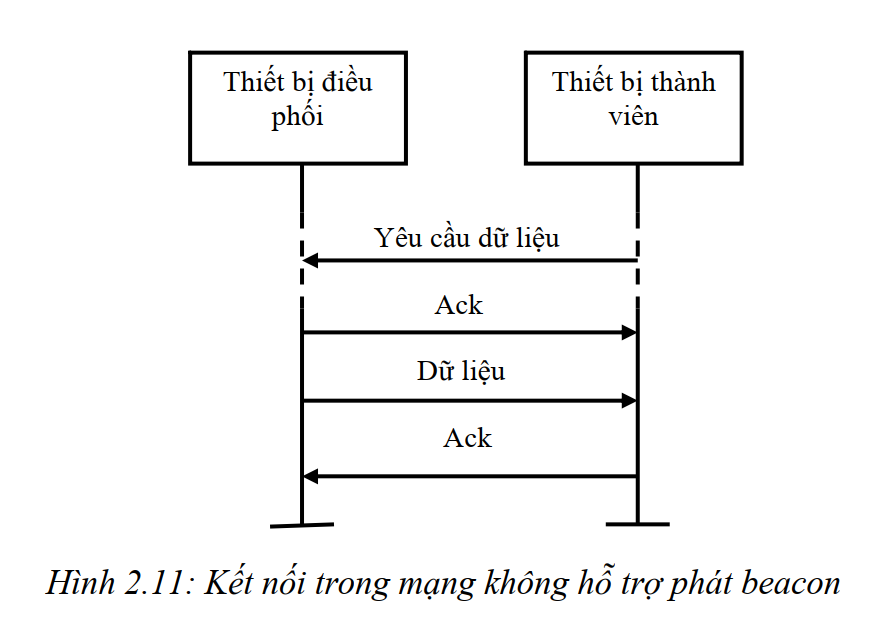 Thiết bị điều
phối
Thiết bị thành
viên
Yêu cầu dữ liệu
Ack
Dữ liệu
Ack
Hình 2.11: Kết nối trong mạng không hỗ trợ phát beacon